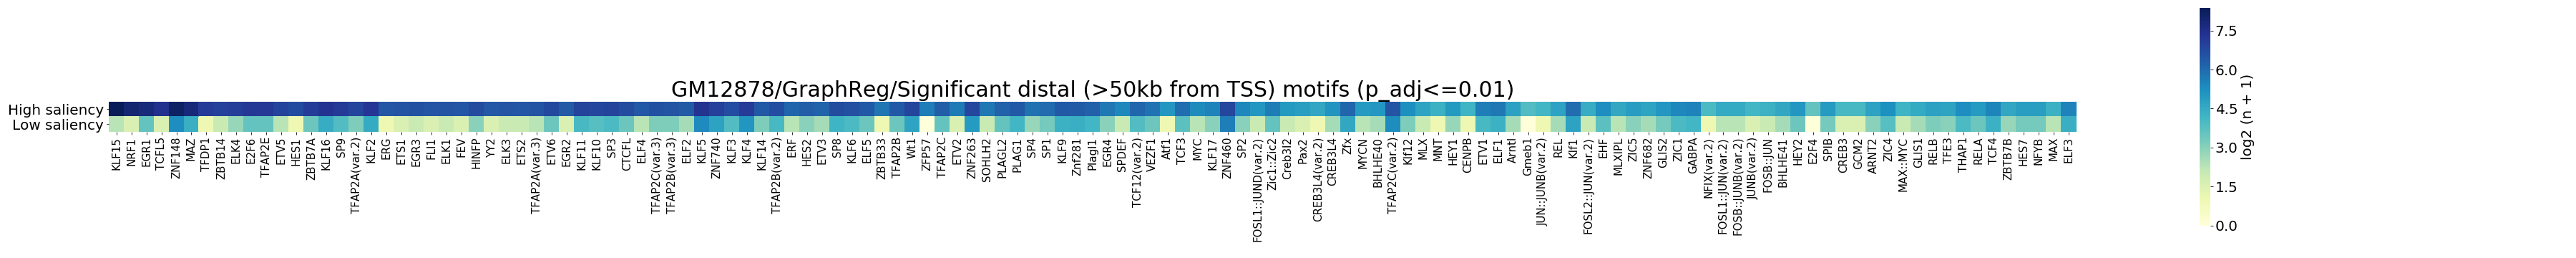 GM12878/GraphReg/Significant distal (>50kb from TSS) motifs (p_adj<=0.01)
High saliency
Low saliency
KLF15 NRF1 EGR1 TCFL5 ZNF148 MAZ TFDP1 ZBTB14 ELK4 E2F6 TFAP2E ETV5 HES1 ZBTB7A KLF16 SP9 TFAP2A(var.2) KLF2 ERG ETS1 EGR3 FLI1 ELK1 FEV HINFP YY2 ELK3 ETS2 TFAP2A(var.3) ETV6 EGR2 KLF11 KLF10 SP3 CTCFL ELF4 TFAP2C(var.3) TFAP2B(var.3) ELF2 KLF5 ZNF740 KLF3 KLF4 KLF14 TFAP2B(var.2) ERF HES2 ETV3 SP8 KLF6 ELF5 ZBTB33 TFAP2B Wt1 ZFP57 TFAP2C ETV2 ZNF263 SOHLH2 PLAGL2 PLAG1 SP4 SP1 KLF9 Znf281 Plagl1 EGR4 SPDEF TCF12(var.2) VEZF1 Atf1 TCF3 MYC KLF17 ZNF460 SP2 FOSL1::JUND(var.2) Zic1::Zic2 Creb3l2 Pax2 CREB3L4(var.2) CREB3L4 Zfx MYCN BHLHE40 TFAP2C(var.2) Klf12 MLX MNT HEY1 CENPB ETV1 ELF1 Arntl Gmeb1 JUN::JUNB(var.2) REL Klf1 FOSL2::JUN(var.2) EHF MLXIPL ZIC5 ZNF682 GLIS2 ZIC1 GABPA NFIX(var.2) FOSL1::JUN(var.2) FOSB::JUNB(var.2) JUNB(var.2) FOSB::JUN BHLHE41 HEY2 E2F4 SPIB CREB3 GCM2 ARNT2 ZIC4 MAX::MYC GLIS1 RELB TFE3 THAP1 RELA TCF4 ZBTB7B HES7 NFYB MAX ELF3
7.5
6.0
4.5
3.0
1.5
0.0
log2 (n + 1)